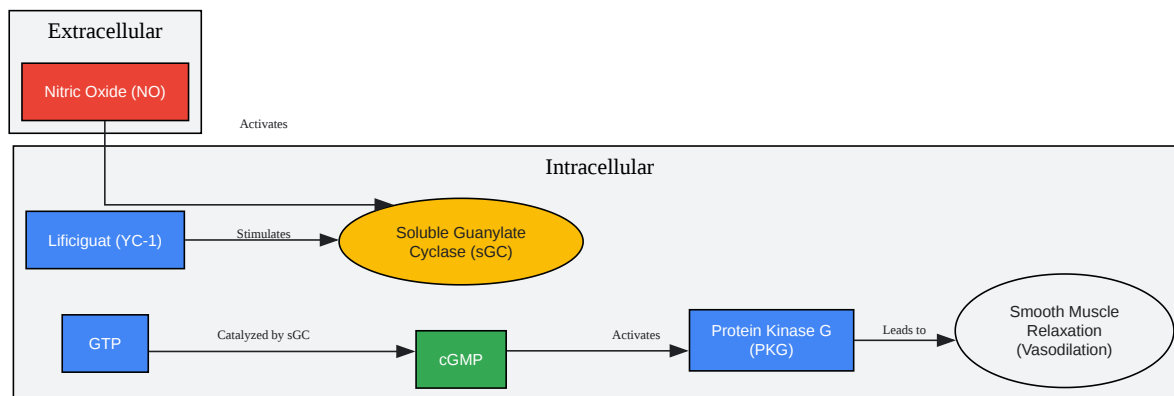 Extracellular
Nitric Oxide (NO)
Activates
Intracellular
Lificiguat (YC-1)
Stimulates
Soluble Guanylate
Cyclase (sGC)
GTP
Catalyzed by sGC
cGMP
Activates
Protein Kinase G
(PKG)
Leads to
Smooth Muscle
Relaxation
(Vasodilation)